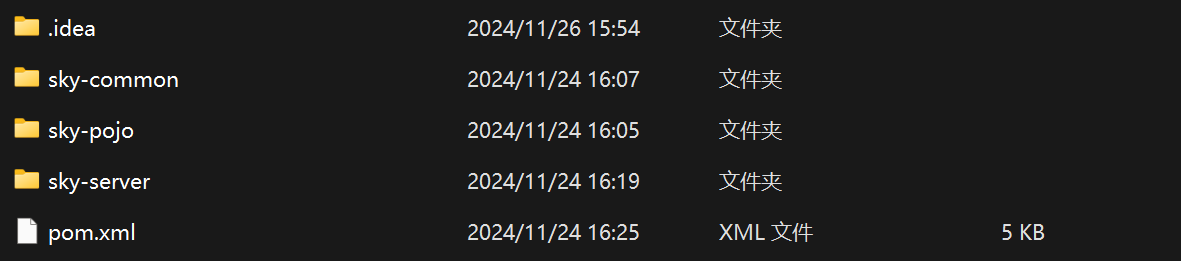 .idea 2024/11/26 15:54 文件夹
sky-common 2024/11/24 16:07 文件夹
sky-pojo 2024/11/24 16:05 文件夹
sky-server 2024/11/24 16:19 文件夹
pom.xml 2024/11/24 16:25 XML 文件 5 KB